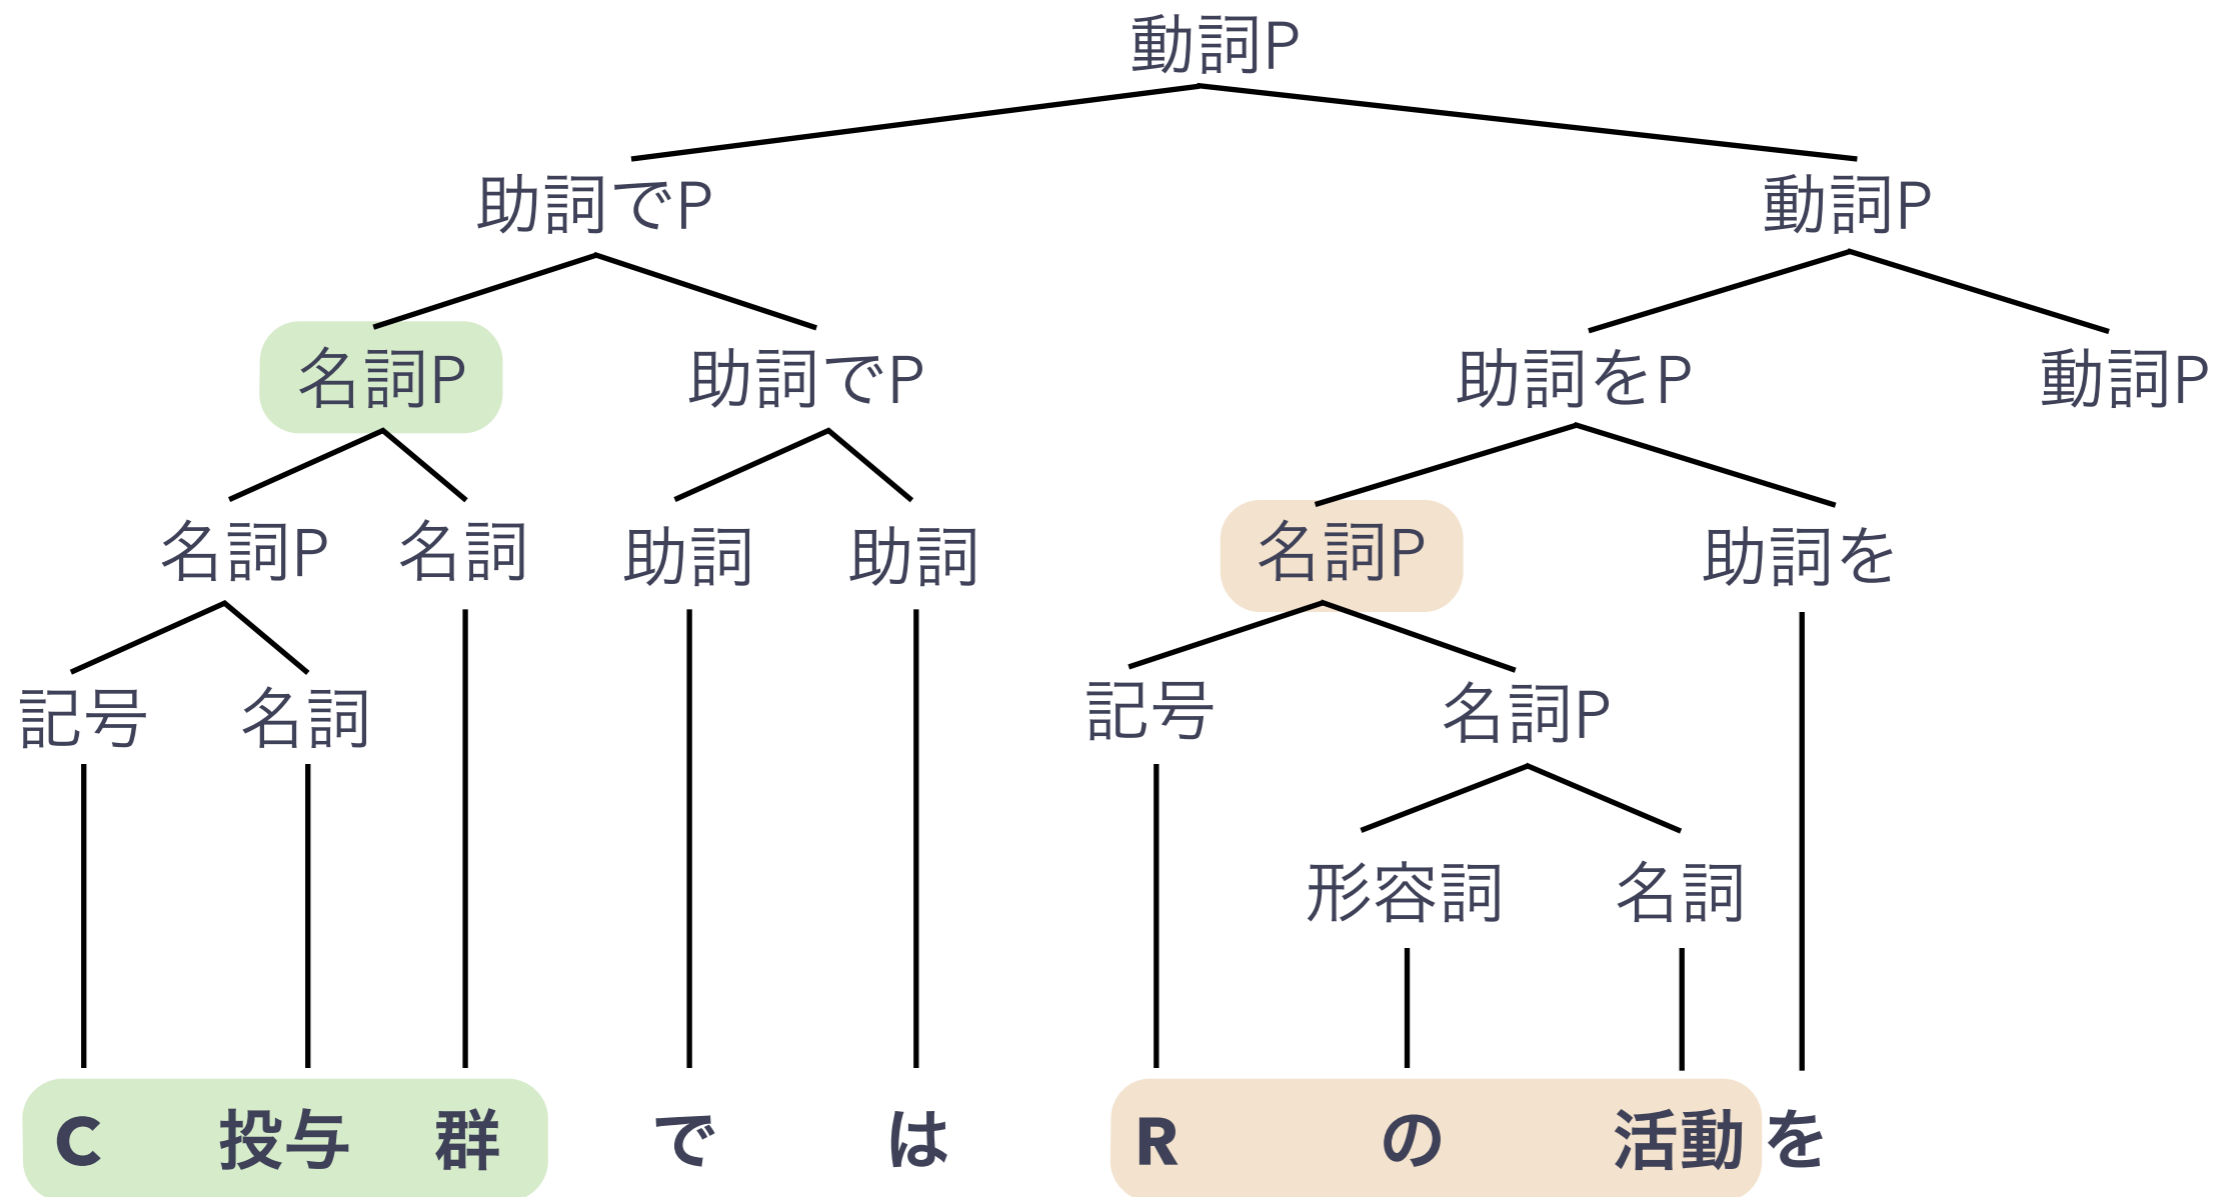 動詞P
助詞でP 動詞P
名詞P 助詞でP 助詞をP 動詞P
名詞P 名詞 助詞 助詞 名詞P 助詞を
記号 名詞 記号 名詞P
形容詞 名詞
C 投与 群 で は R の 活動 を